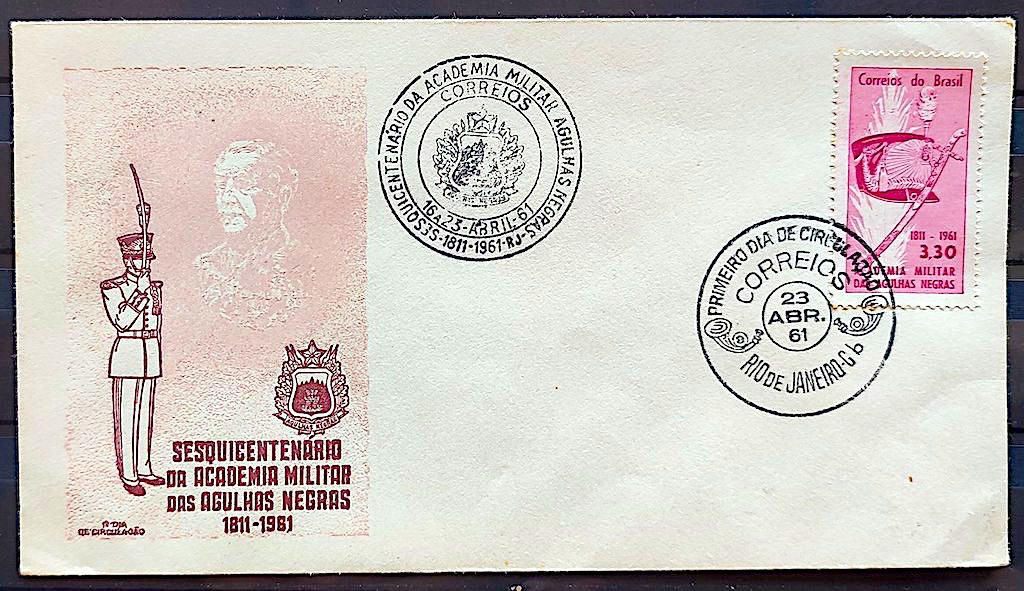 SESQUICENTENÁRIO
DA ACADEMIA MILITAR
DAS AGULHAS NEGRAS
1811-1961
1º DIA
DE CIRCULAÇÃO
AGULHAS NEGRAS
SESQUICENTENÁRIO DA ACADEMIA MILITAR AGULHAS NEGRAS
CORREIOS
16 A 23-ABRIL-61
1811-1961-RJ-
Correios do Brasil
1811 - 1961
3,30
ACADEMIA MILITAR
DAS AGULHAS NEGRAS
PRIMEIRO DIA DE CIRCULAÇÃO
CORREIOS
23
ABR.
61
RIO DE JANEIRO-Gb